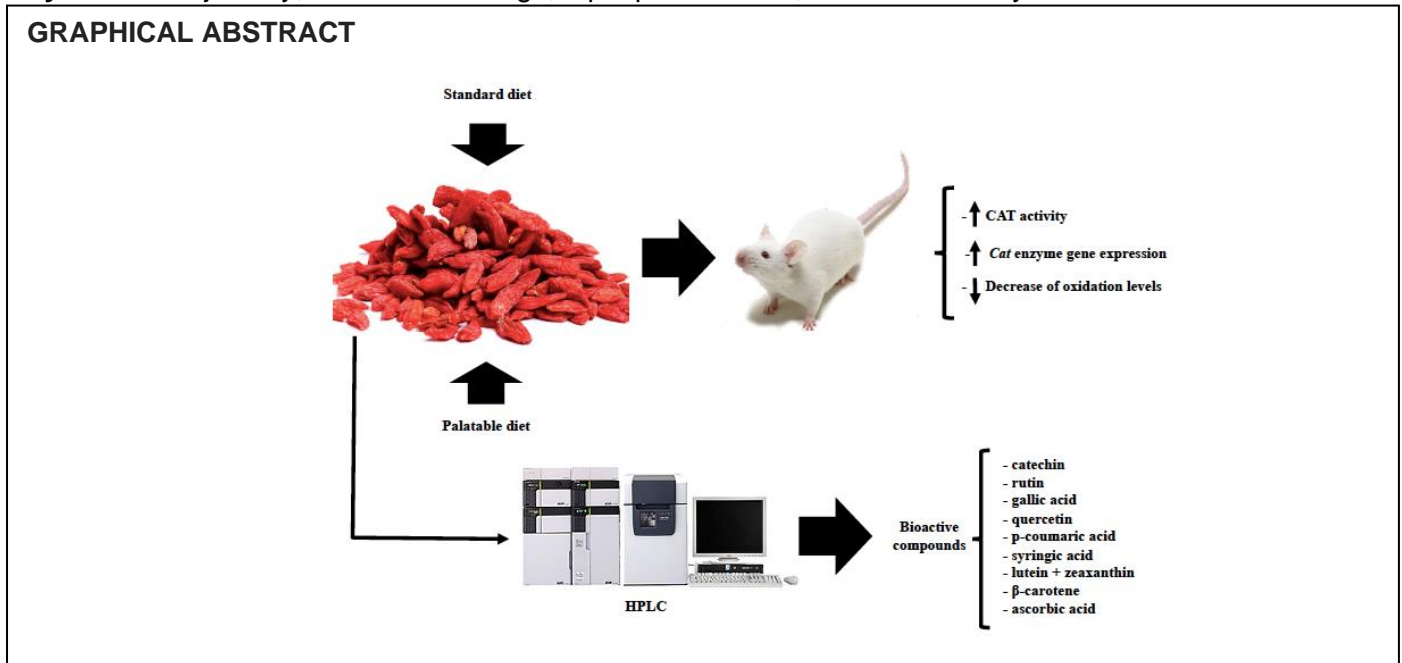 GRAPHICAL ABSTRACT
Standard diet
- ↑ CAT activity
- ↑ Cat enzyme gene expression
- ↓ Decrease of oxidation levels
Palatable diet
HPLC
Bioactive
compounds
- catechin
- rutin
- gallic acid
- quercetin
- p-coumaric acid
- syringic acid
- lutein + zeaxanthin
- β-carotene
- ascorbic acid